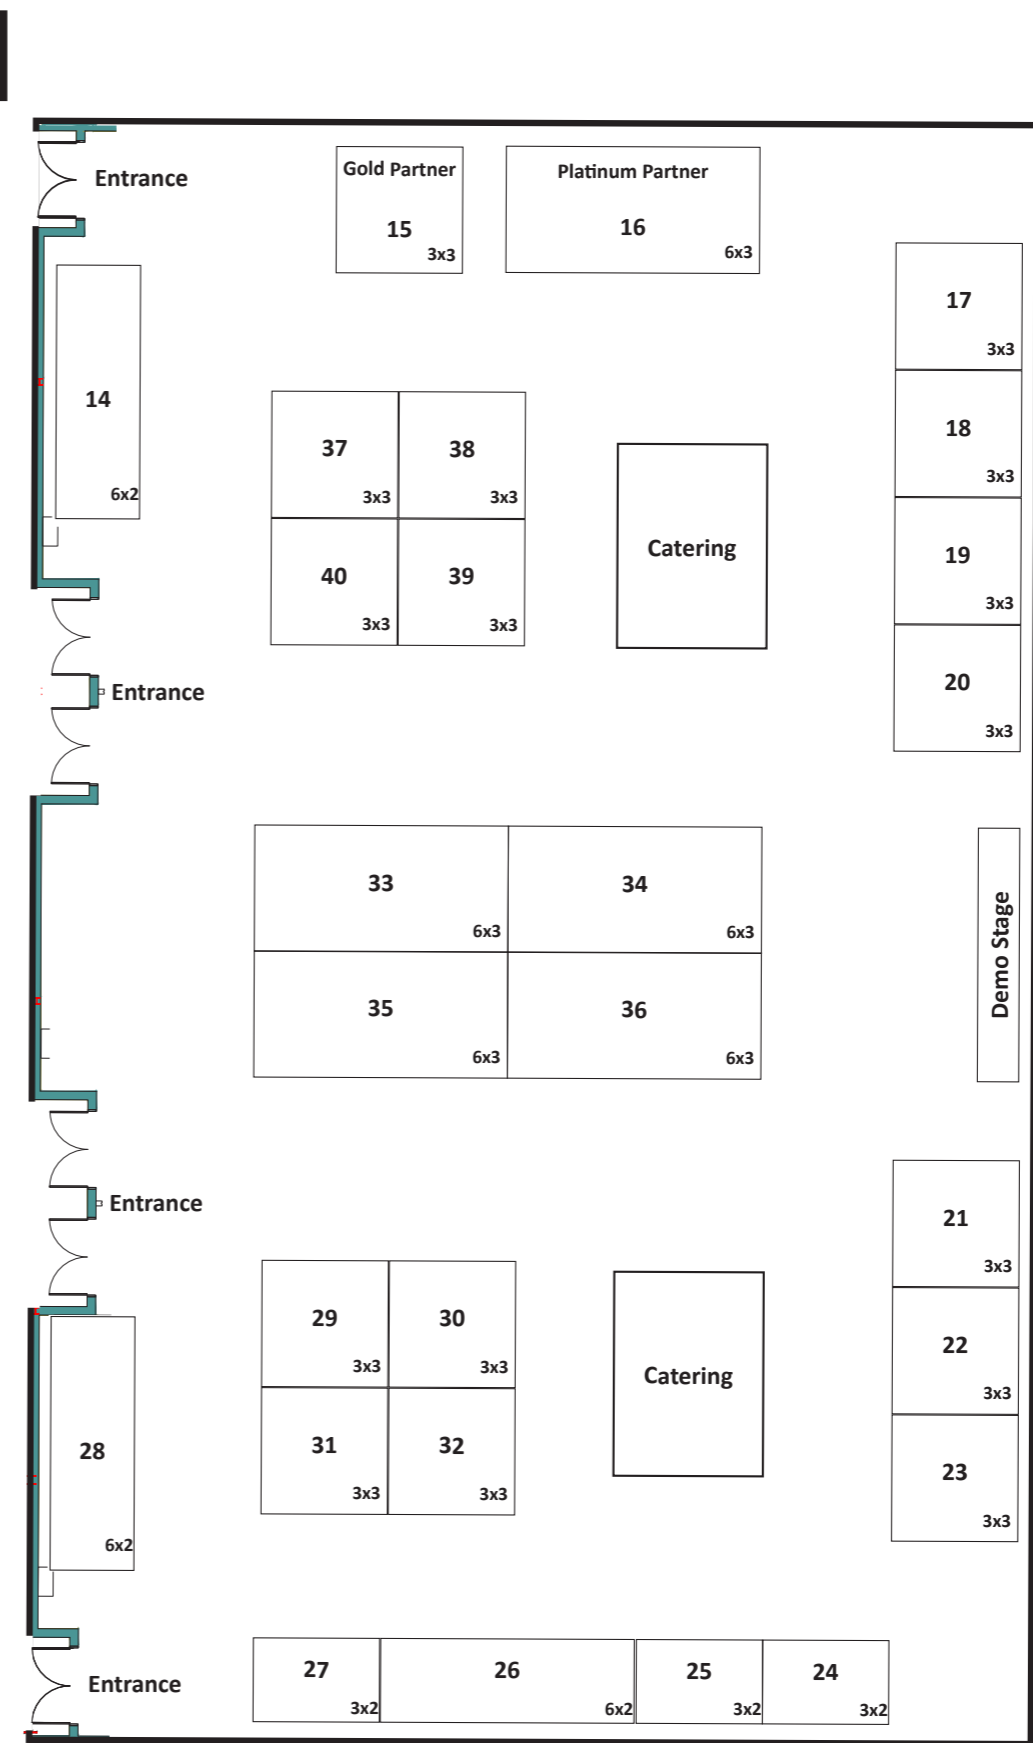 Entrance
Gold Partner
15
3x3
Platinum Partner
16
6x3
14
6x2
17
3x3
18
3x3
19
3x3
20
3x3
37
3x3
38
3x3
40
3x3
39
3x3
Catering
Entrance
33
6x3
34
6x3
35
6x3
36
6x3
Demo Stage
Entrance
21
3x3
22
3x3
23
3x3
29
3x3
30
3x3
31
3x3
32
3x3
Catering
28
6x2
Entrance
27
3x2
26
6x2
25
3x2
24
3x2